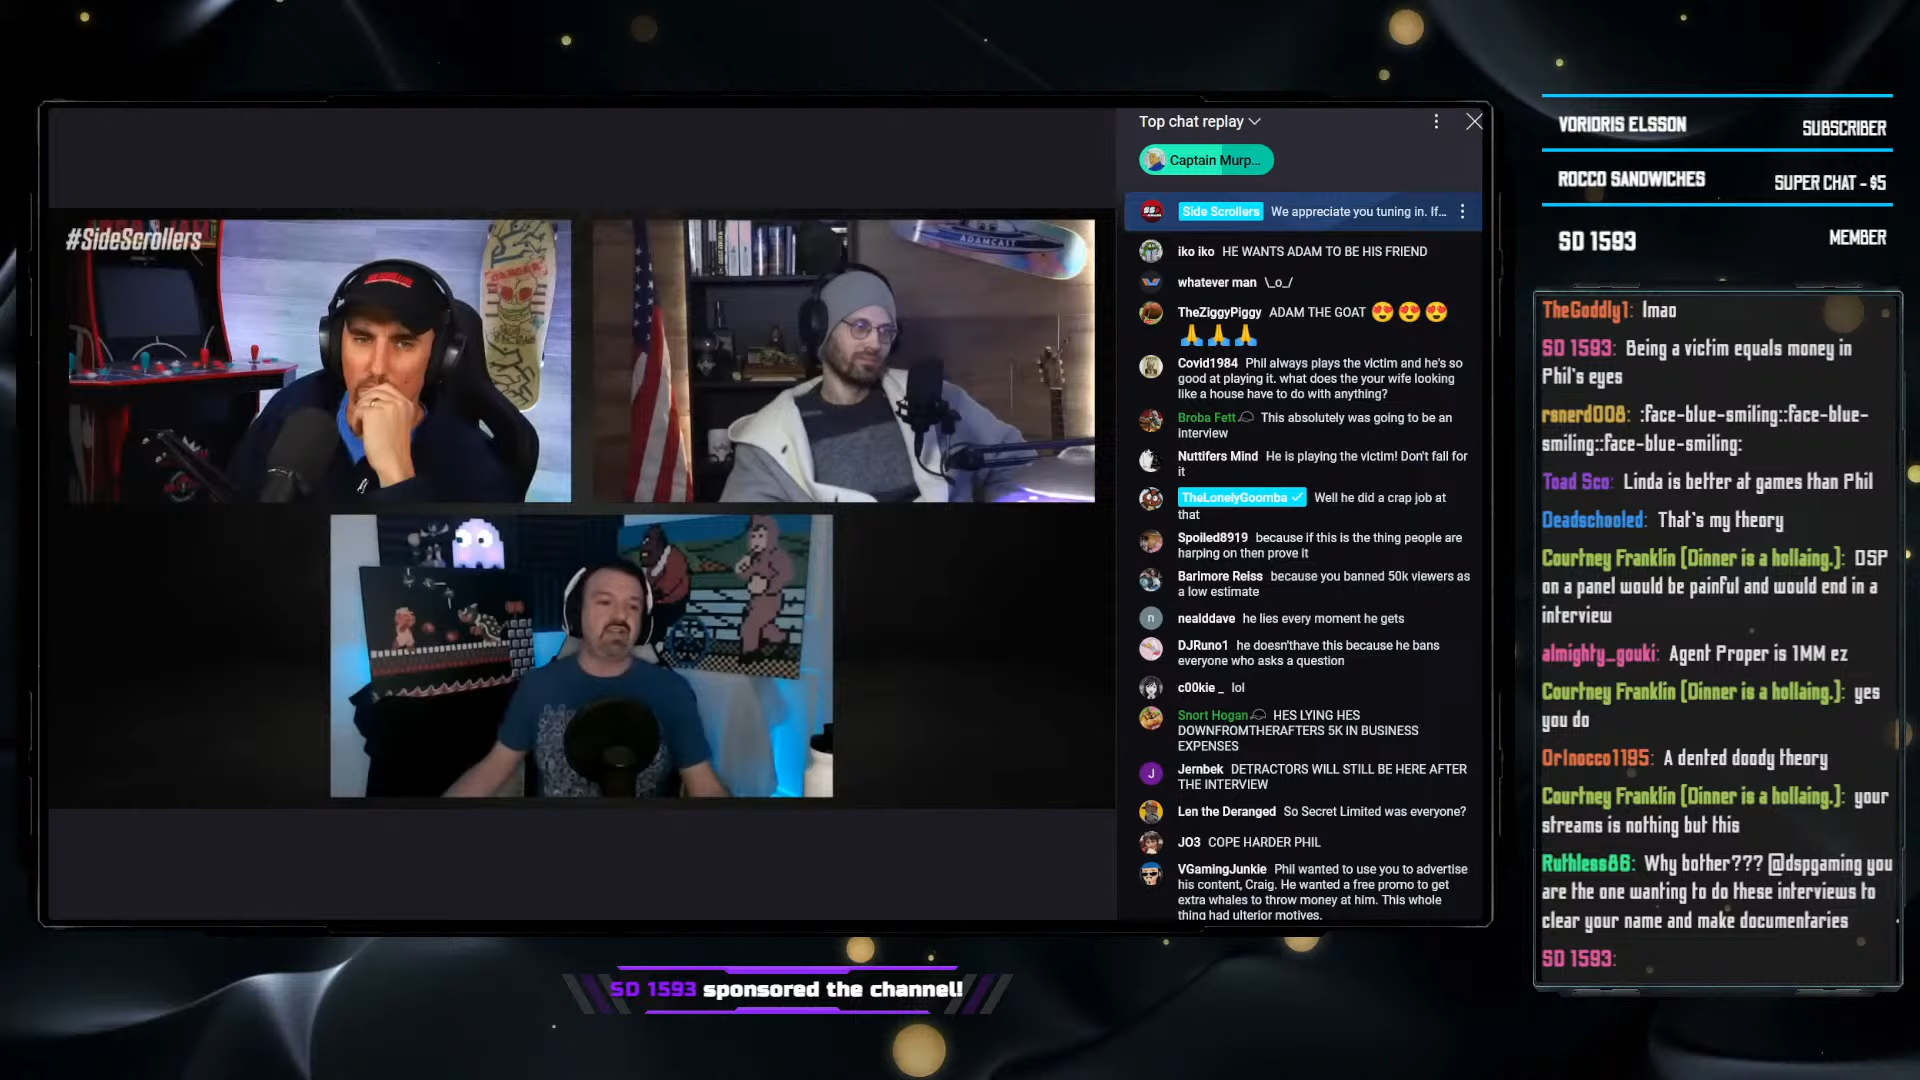 #SideScrollers
ADAMCAIT
Top chat replay
Captain Murp...
Side Scrollers We appreciate you tuning in. If...
iko iko HE WANTS ADAM TO BE HIS FRIEND
whatever man \_o_/
TheZiggyPiggy ADAM THE GOAT 😍😍😍
🙏🙏🙏
Covid1984 Phil always plays the victim and he's so
good at playing it. what does the your wife looking
like a house have to do with anything?
Broba Fett This absolutely was going to be an
interview
Nuttifers Mind He is playing the victim! Don't fall for
it
TheLonelyGoomba Well he did a crap job at
that
Spoiled8919 because if this is the thing people are
harping on then prove it
Barimore Reiss because you banned 50k viewers as
a low estimate
n
nealddave he lies every moment he gets
DJRuno1 he doesn'thave this because he bans
everyone who asks a question
c00kie _ lol
Snort Hogan HES LYING HES
DOWNFROMTHERAFTERS 5K IN BUSINESS
EXPENSES
J
Jernbek DETRACTORS WILL STILL BE HERE AFTER
THE INTERVIEW
Len the Deranged So Secret Limited was everyone?
JO3 COPE HARDER PHIL
VGamingJunkie Phil wanted to use you to advertise
his content, Craig. He wanted a free promo to get
extra whales to throw money at him. This whole
thing had ulterior motives.
VORIDRIS ELSSON SUBSCRIBER
ROCCO SANDWICHES SUPER CHAT - $5
SD 1593 MEMBER
TheGoddly1: lmao
SD 1593: Being a victim equals money in
Phil's eyes
rsnerd008: :face-blue-smiling::face-blue-
smiling::face-blue-smiling:
Toad Sco: Linda is better at games than Phil
Deadschooled: That's my theory
Courtney Franklin (Dinner is a hollaing.): DSP
on a panel would be painful and would end in a
interview
almighty_gouki: Agent Proper is 1MM ez
Courtney Franklin (Dinner is a hollaing.): yes
you do
Orlnocco1195: A dented doody theory
Courtney Franklin (Dinner is a hollaing.): your
streams is nothing but this
Ruthless86: Why bother??? @dspgaming you
are the one wanting to do these interviews to
clear your name and make documentaries
SD 1593:
SD 1593 sponsored the channel!